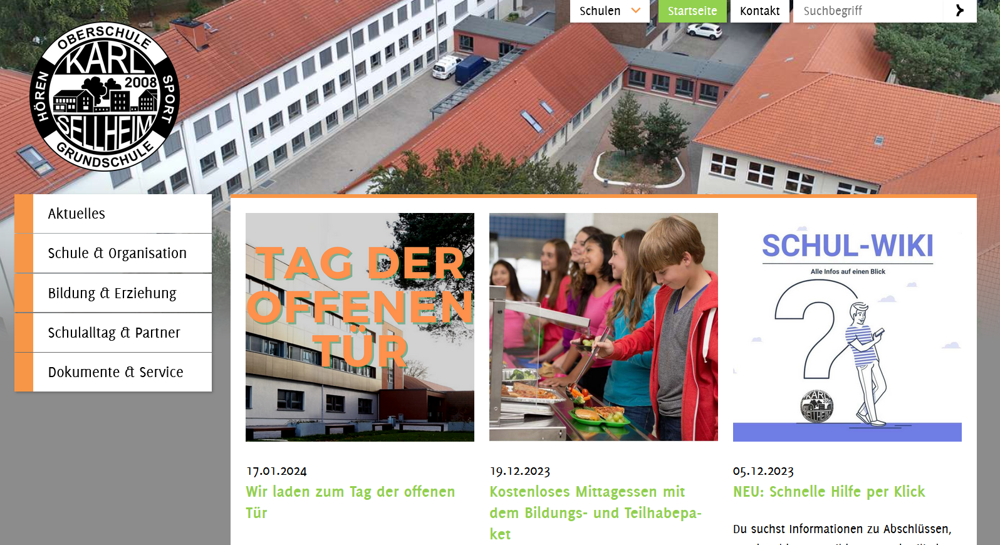 Schulen
Startseite
Kontakt
Suchbegriff
OBERSCHULE
KARL
2008
HÖREN
SPORT
SELLHEIM
GRUNDSCHULE
Aktuelles
Schule & Organisation
Bildung & Erziehung
Schulalltag & Partner
Dokumente & Service
TAG DER
OFFENEN
TÜR
17.01.2024
Wir laden zum Tag der offenen
Tür
19.12.2023
Kostenloses Mittagessen mit
dem Bildungs- und Teilhabepa-
ket
SCHUL-WIKI
Alle Infos auf einen Blick
KARL
2008
SELLHEIM
05.12.2023
NEU: Schnelle Hilfe per Klick
Du suchst Informationen zu Abschlüssen,